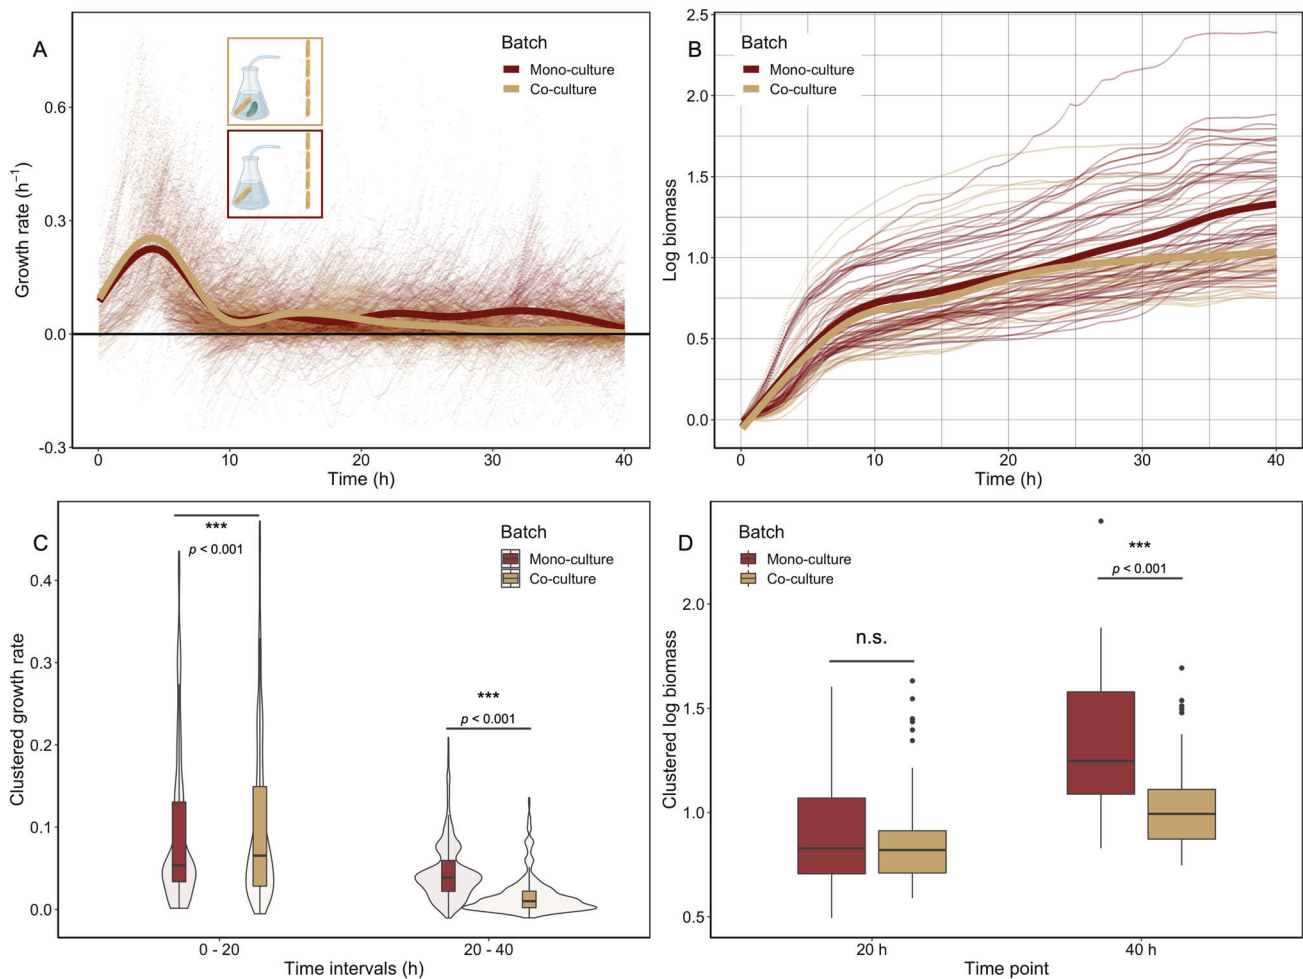 A
Batch
Mono-culture
Co-culture
0.6
0.3
0.0
-0.3
Growth rate (h⁻¹)
0
10
20
30
40
Time (h)
B
Batch
Mono-culture
Co-culture
2.5
2.0
1.5
1.0
0.5
0.0
Log biomass
0
10
20
30
40
Time (h)
C
***
p < 0.001
Batch
Mono-culture
Co-culture
***
p < 0.001
0.4
0.3
0.2
0.1
0.0
Clustered growth rate
0 - 20
20 - 40
Time intervals (h)
D
Batch
Mono-culture
Co-culture
***
p < 0.001
n.s.
2.0
1.5
1.0
0.5
Clustered log biomass
20 h
40 h
Time point